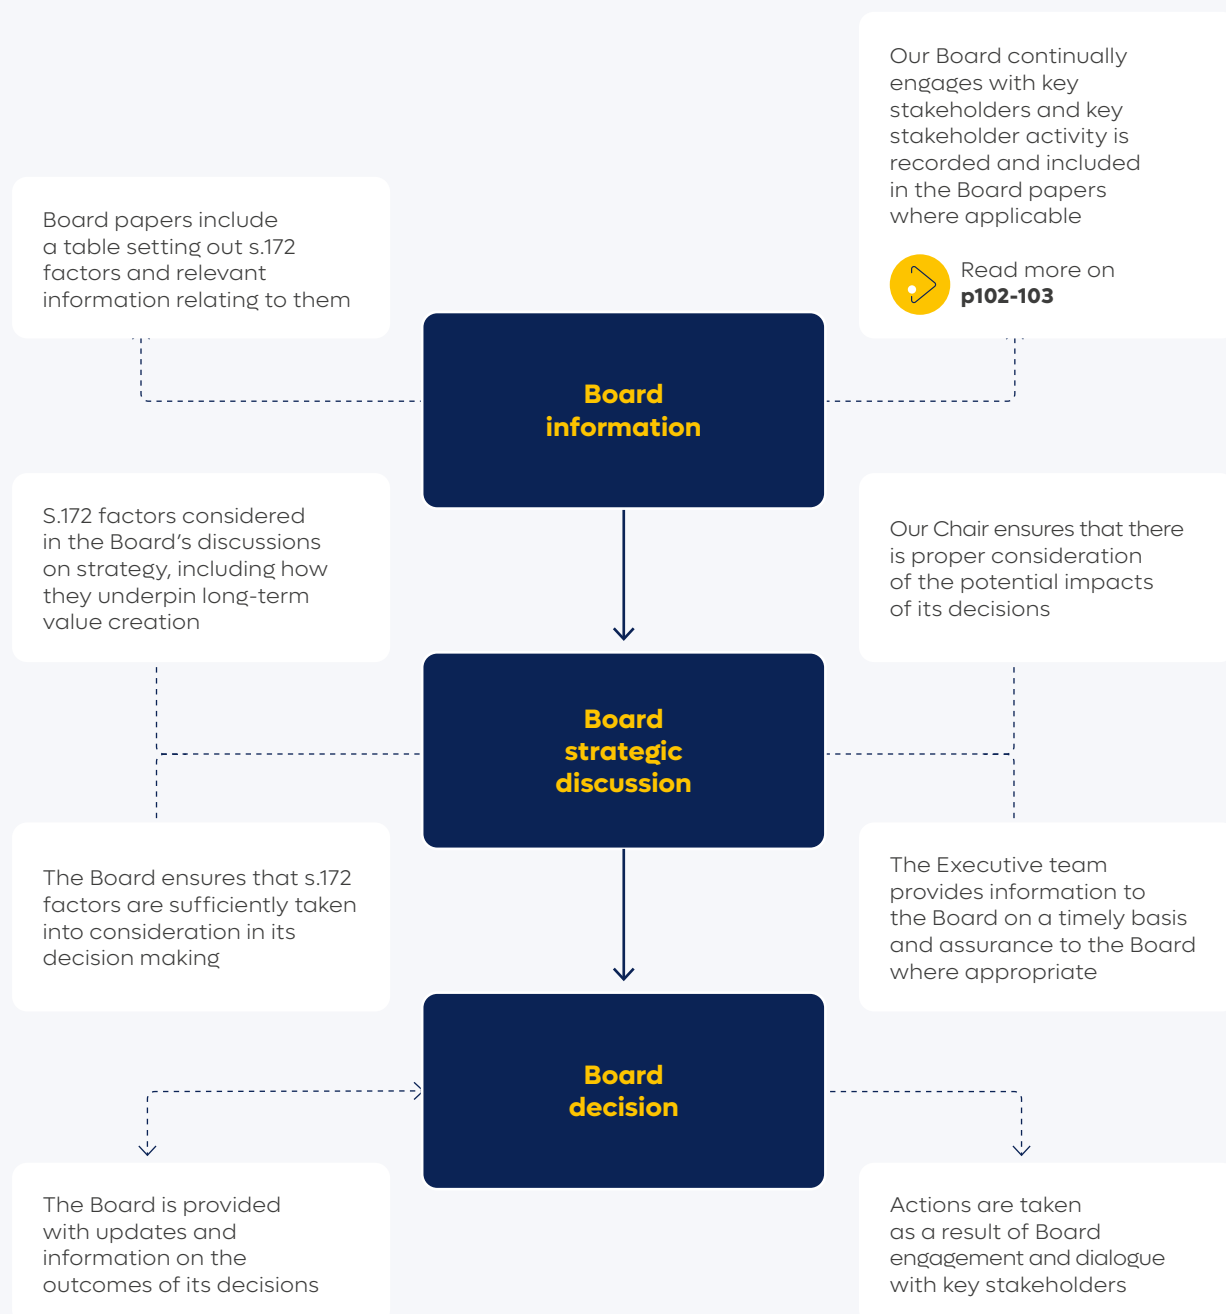 Our Board continually
engages with key
stakeholders and key
stakeholder activity is
recorded and included
in the Board papers
where applicable
Read more on
p102-103
Board papers include
a table setting out s.172
factors and relevant
information relating to them
Board
information
S.172 factors considered
in the Board’s discussions
on strategy, including how
they underpin long-term
value creation
Our Chair ensures that there
is proper consideration
of the potential impacts
of its decisions
Board
strategic
discussion
The Board ensures that s.172
factors are sufficiently taken
into consideration in its
decision making
The Executive team
provides information to
the Board on a timely basis
and assurance to the Board
where appropriate
Board
decision
The Board is provided
with updates and
information on the
outcomes of its decisions
Actions are taken
as a result of Board
engagement and dialogue
with key stakeholders